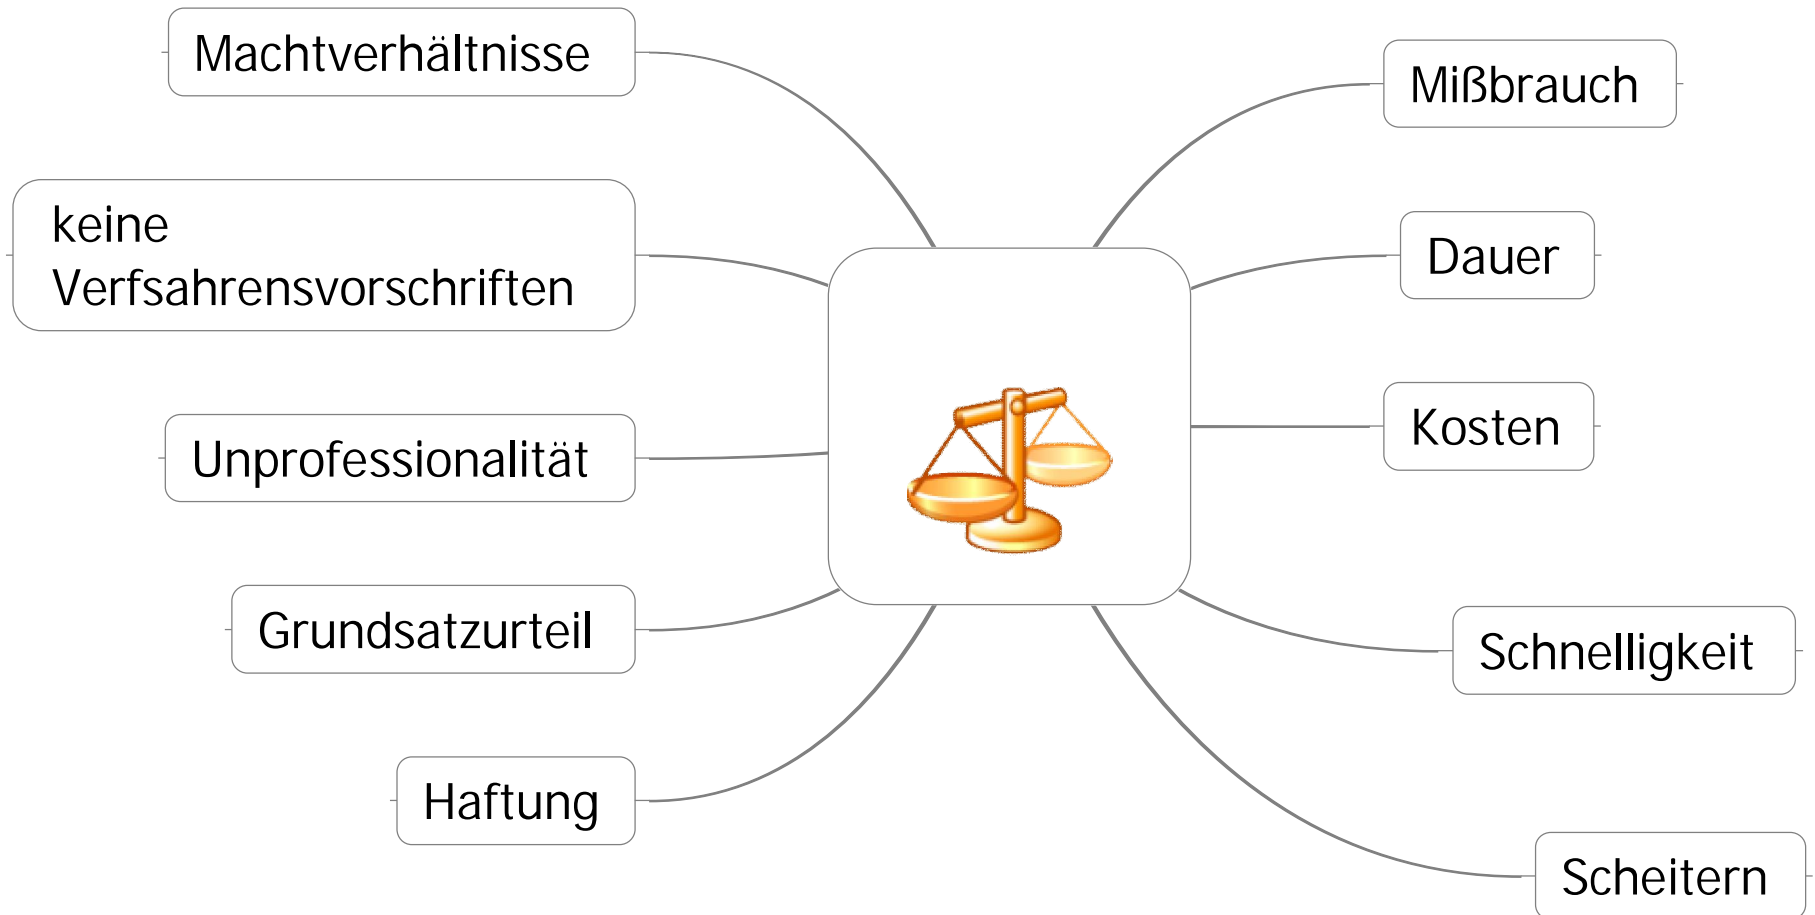 Machtverhältnisse
keine
Verfsahrensvorschriften
Unprofessionalität
Grundsatzurteil
Haftung
Mißbrauch
Dauer
Kosten
Schnelligkeit
Scheitern